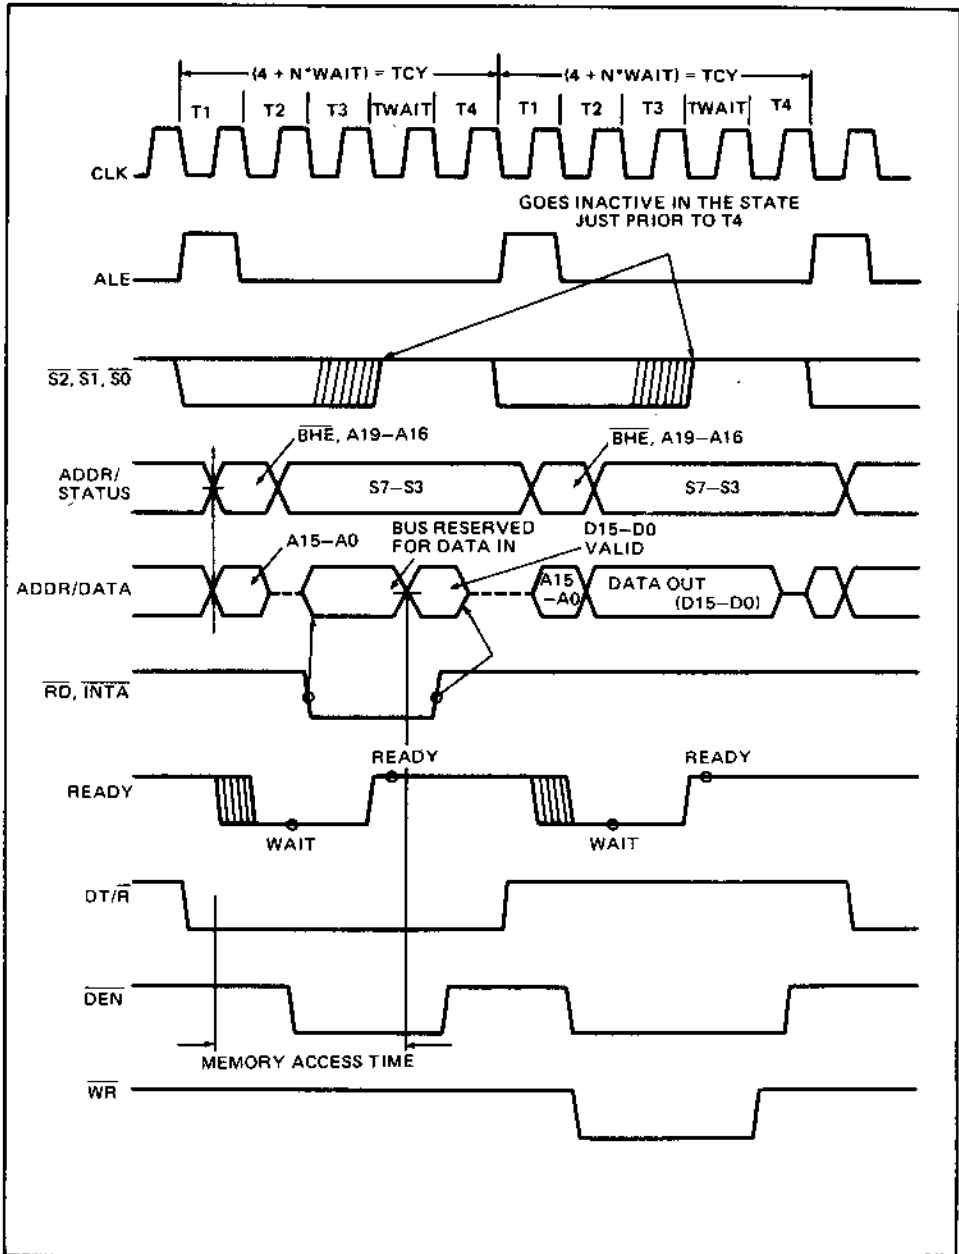 (4 + N*WAIT) = TCY
(4 + N*WAIT) = TCY
T1 T2 T3 TWAIT T4 T1 T2 T3 TWAIT T4
CLK
GOES INACTIVE IN THE STATE
JUST PRIOR TO T4
ALE
S2, S1, S0
BHE, A19–A16
BHE, A19–A16
ADDR/
STATUS
S7–S3
S7–S3
A15–A0
BUS RESERVED
FOR DATA IN
D15–D0
VALID
ADDR/DATA
A15
–A0
DATA OUT
(D15–D0)
RD, INTA
READY
READY
READY
WAIT
WAIT
DT/R
DEN
MEMORY ACCESS TIME
WR